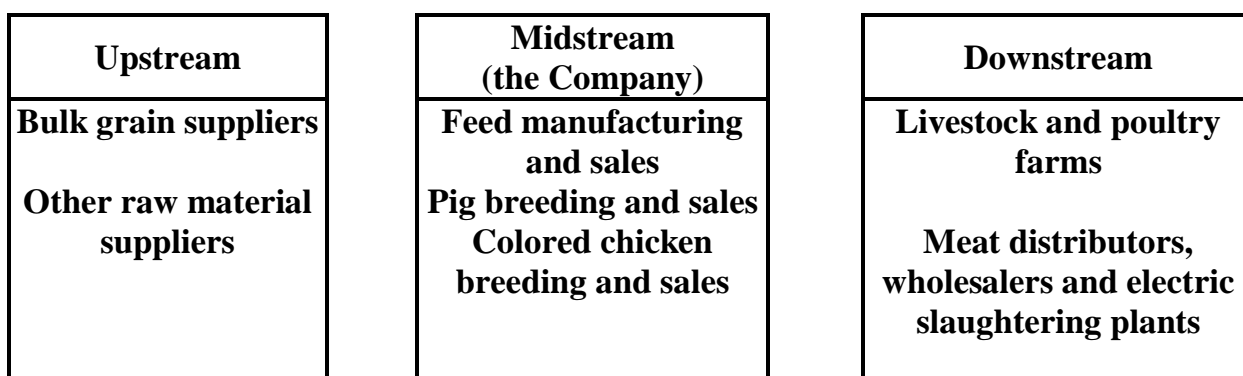 Upstream
Bulk grain suppliers
Other raw material
suppliers
Midstream
(the Company)
Feed manufacturing
and sales
Pig breeding and sales
Colored chicken
breeding and sales
Downstream
Livestock and poultry
farms
Meat distributors,
wholesalers and electric
slaughtering plants